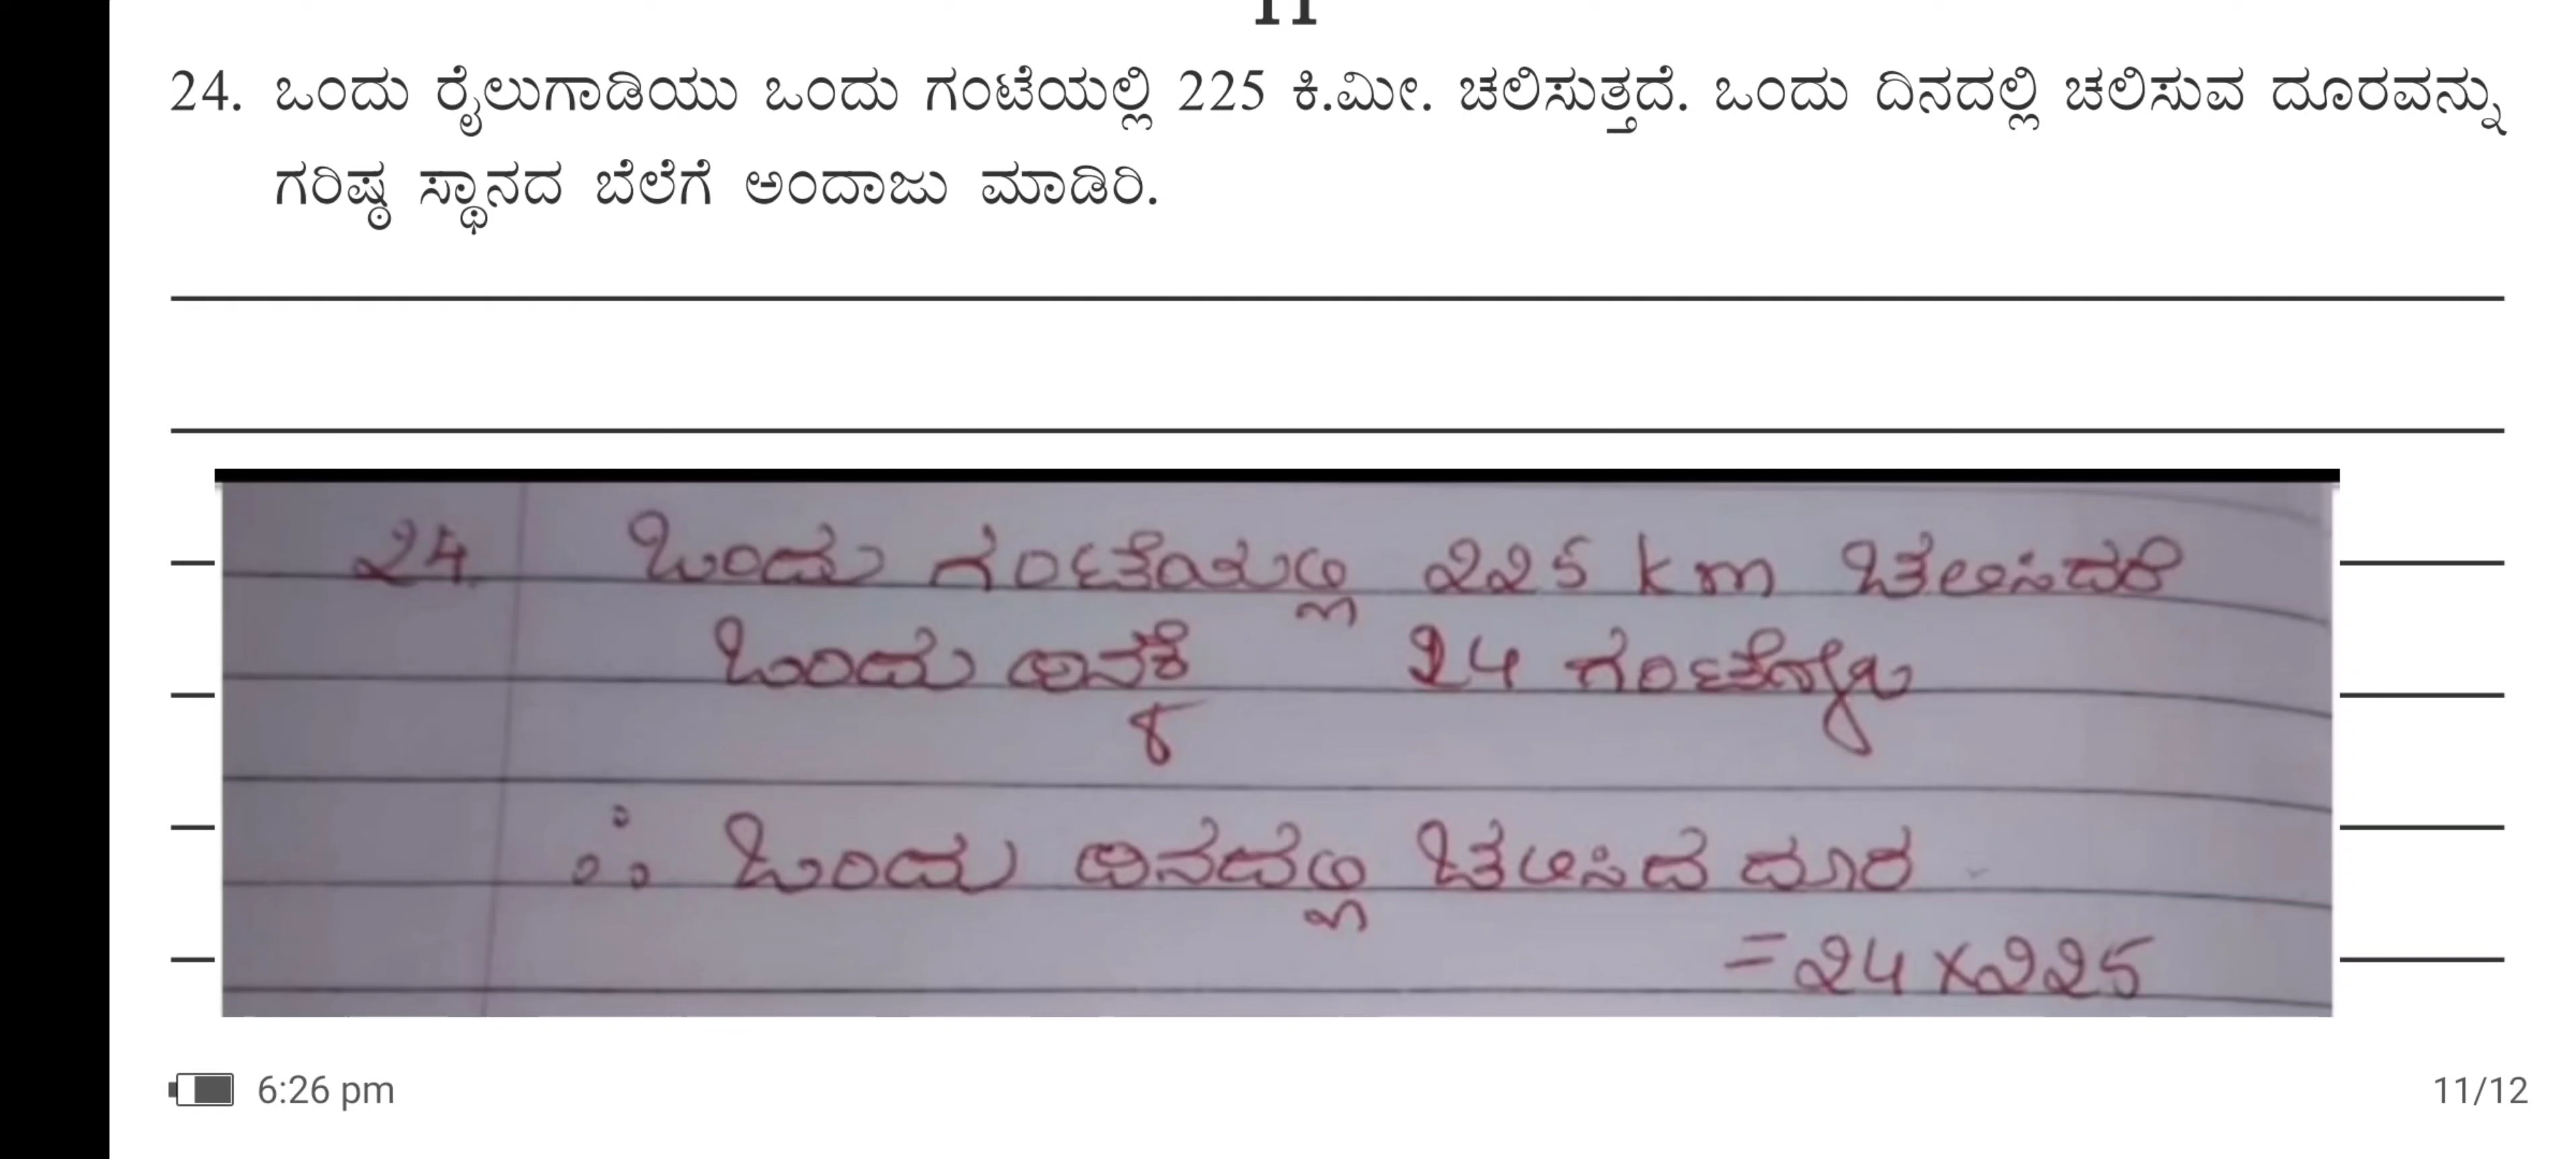 24. ಒಂದು ರೈಲುಗಾಡಿಯು ಒಂದು ಗಂಟೆಯಲ್ಲಿ 225 ಕಿ.ಮೀ. ಚಲಿಸುತ್ತದೆ. ಒಂದು ದಿನದಲ್ಲಿ ಚಲಿಸುವ ದೂರವನ್ನು
ಗರಿಷ್ಠ ಸ್ಥಾನದ ಬೆಲೆಗೆ ಅಂದಾಜು ಮಾಡಿರಿ.
24. ಒಂದು ಗಂಟೆಯಲ್ಲಿ 225 km ಚಲಿಸಿದರೆ
ಒಂದು ದಿನಕ್ಕೆ 24 ಗಂಟೆಗಳು
∴ ಒಂದು ದಿನದಲ್ಲಿ ಚಲಿಸಿದ ದೂರ
= 24 × 225
6:26 pm 11/12